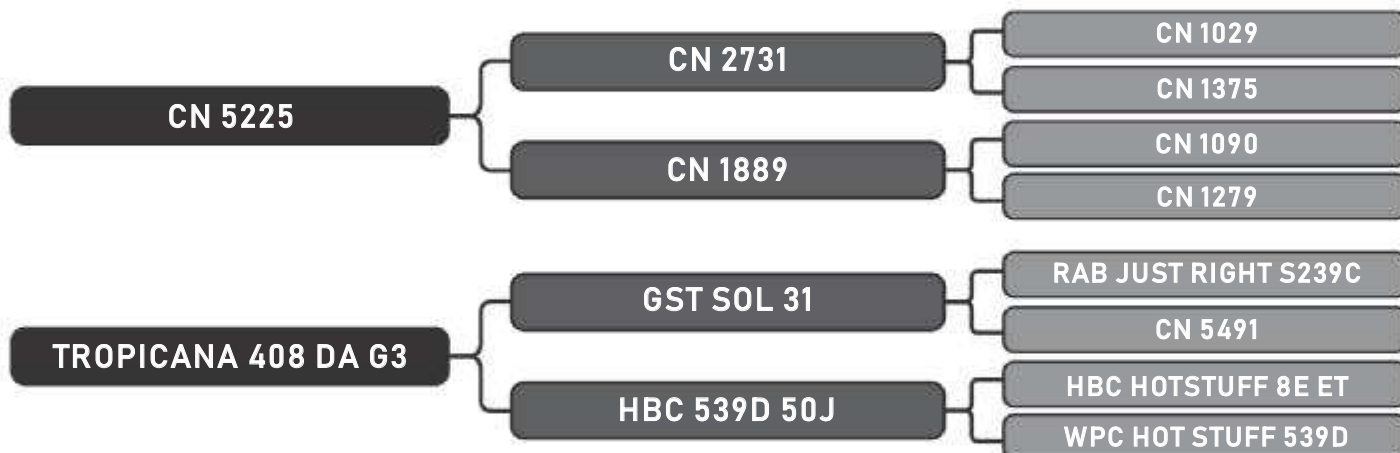 CN 5225
CN 2731
CN 1029
CN 1375
CN 1889
CN 1090
CN 1279
TROPICANA 408 DA G3
GST SOL 31
RAB JUST RIGHT S239C
CN 5491
HBC 539D 50J
HBC HOTSTUFF 8E ET
WPC HOT STUFF 539D